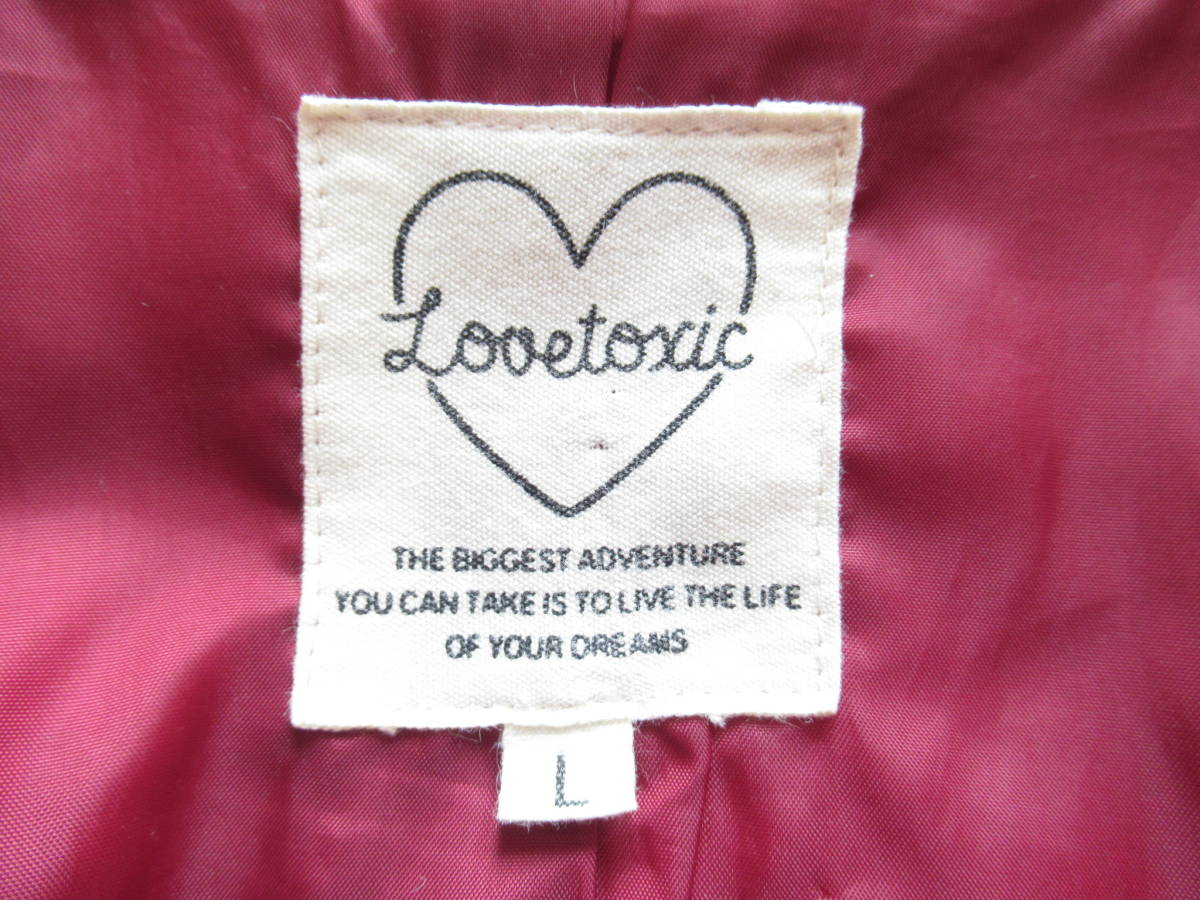 Lovetoxic
THE BIGGEST ADVENTURE
YOU CAN TAKE IS TO LIVE THE LIFE
OF YOUR DREAMS
L